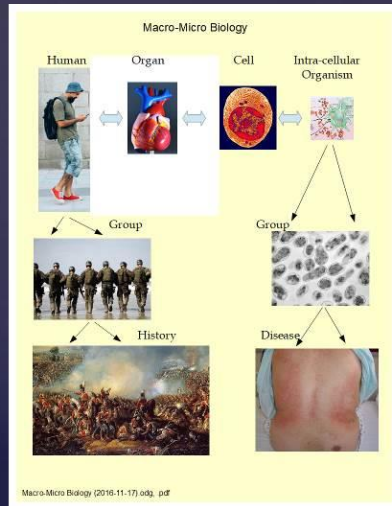 Macro-Micro Biology
Human Organ Cell Intra-cellular
Organism
Group Group
History Disease
Macro-Micro Biology (2016-11-17) odg, pdf